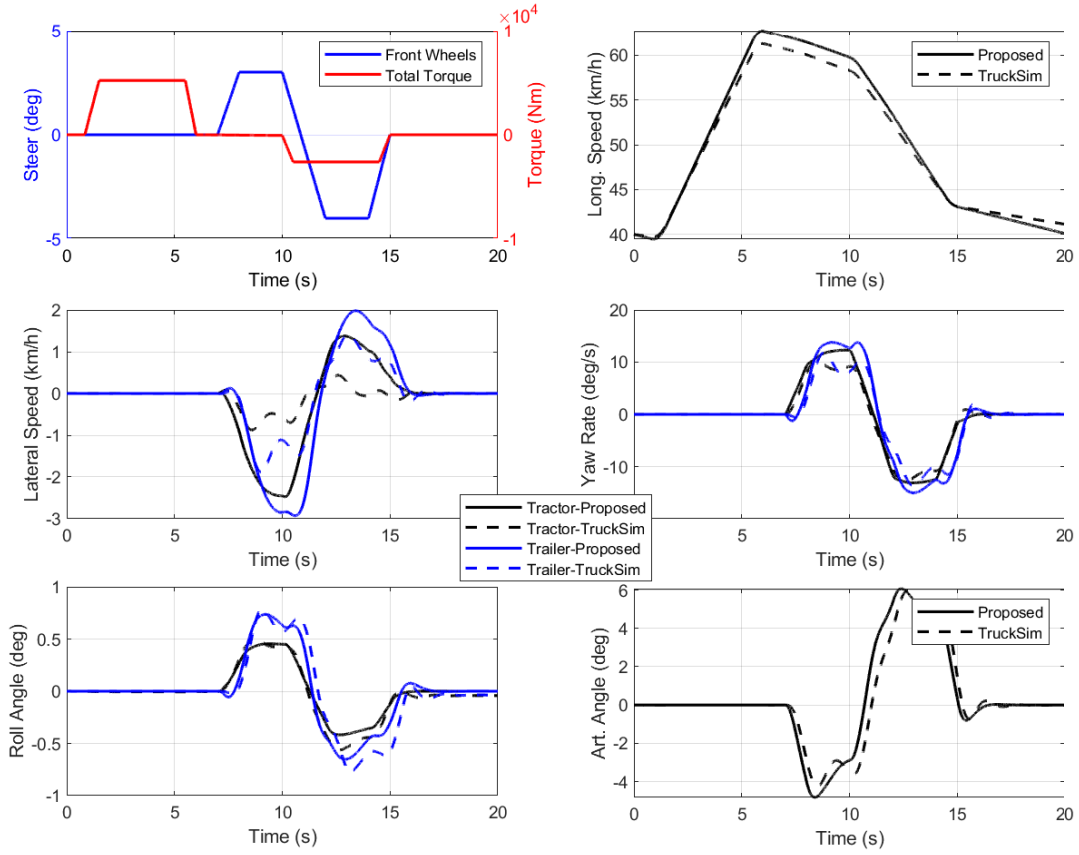 ×10⁴
5
0
-5
1
0
-1
Steer (deg)
Torque (Nm)
Front Wheels
Total Torque
0 5 10 15 20
Time (s)
60
55
50
45
40
Long. Speed (km/h)
Proposed
TruckSim
0 5 10 15 20
Time (s)
2
1
0
-1
-2
-3
Lateral Speed (km/h)
0 5 10 15 20
Time (s)
20
10
0
-10
Yaw Rate (deg/s)
0 5 10 15 20
Time (s)
Tractor-Proposed
Tractor-TruckSim
Trailer-Proposed
Trailer-TruckSim
1
0.5
0
-0.5
-1
Roll Angle (deg)
0 5 10 15 20
Time (s)
6
4
2
0
-2
-4
Art. Angle (deg)
Proposed
TruckSim
0 5 10 15 20
Time (s)